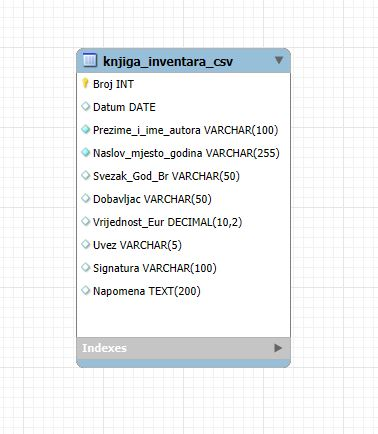 knjiga_inventara_csv
Broj INT
Datum DATE
Prezime_i_ime_autora VARCHAR(100)
Naslov_mjesto_godina VARCHAR(255)
Svezak_God_Br VARCHAR(50)
Dobavljac VARCHAR(50)
Vrijednost_Eur DECIMAL(10,2)
Uvez VARCHAR(5)
Signatura VARCHAR(100)
Napomena TEXT(200)
Indexes